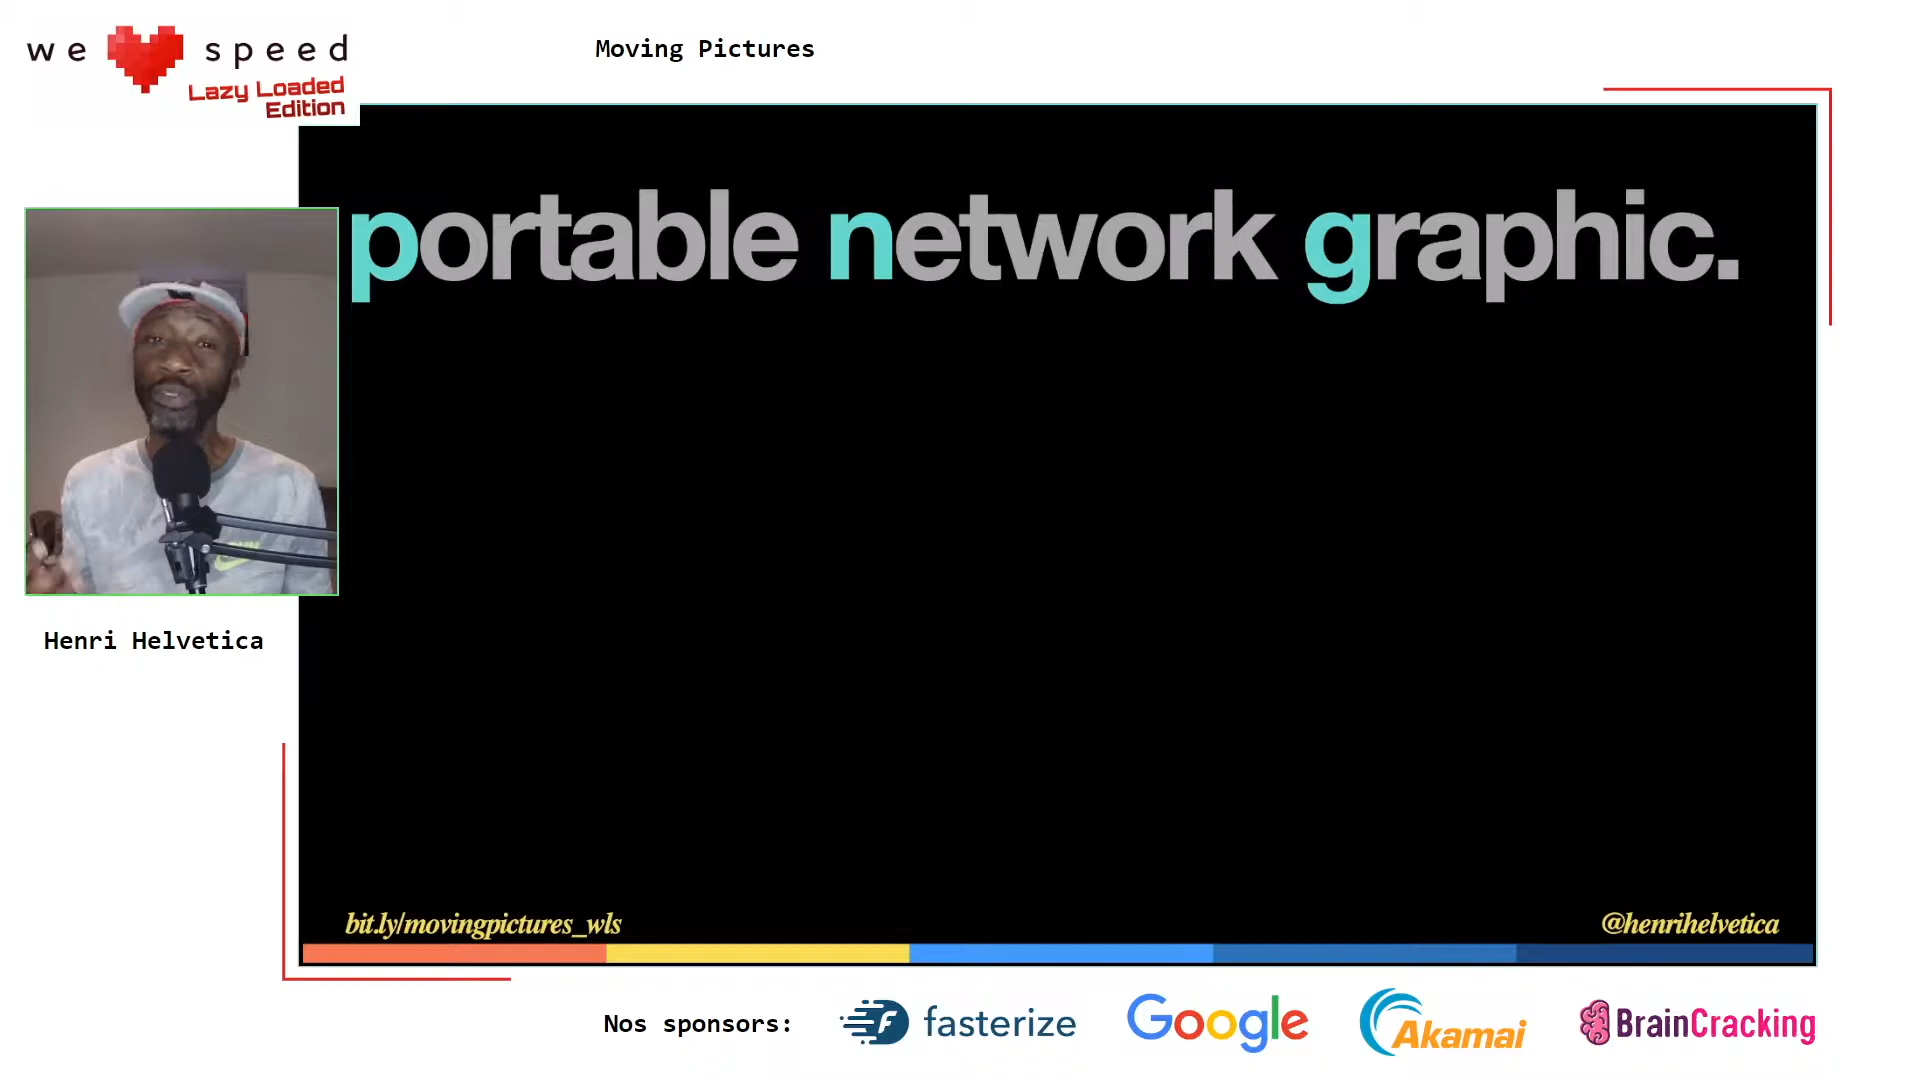 we speed
Lazy Loaded
Edition
Moving Pictures
portable network graphic.
Henri Helvetica
bit.ly/movingpictures_wls
@henrihelvetica
Nos sponsors:
fasterize
Google
Akamai
BrainCracking